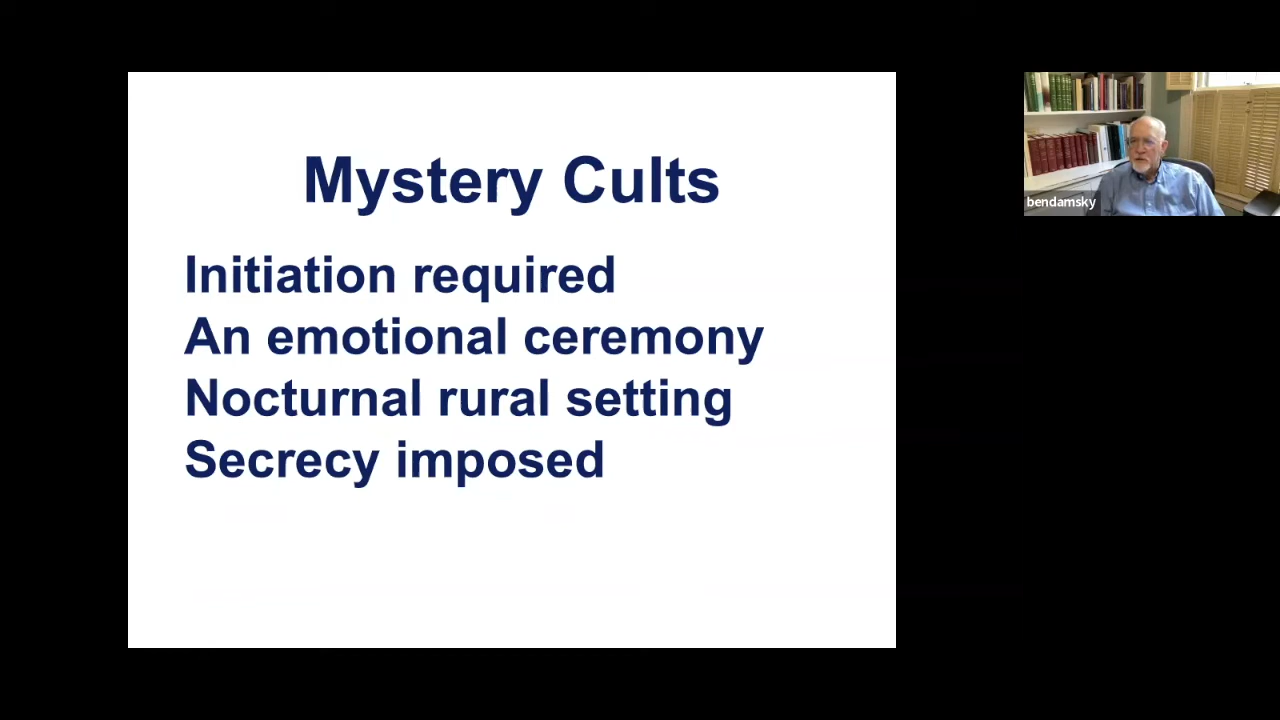 Mystery Cults
Initiation required
An emotional ceremony
Nocturnal rural setting
Secrecy imposed
bendamsky